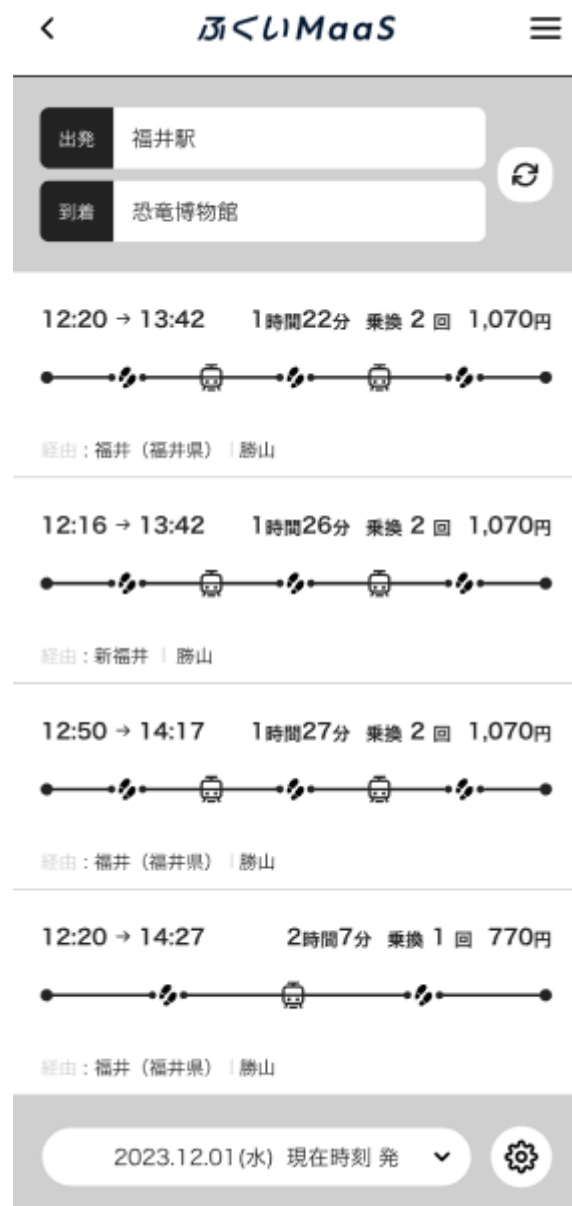 ふくいMaaS
出発 福井駅
到着 恐竜博物館
12:20 → 13:42 1時間22分 乗換 2 回 1,070円
経由 : 福井（福井県） | 勝山
12:16 → 13:42 1時間26分 乗換 2 回 1,070円
経由 : 新福井 | 勝山
12:50 → 14:17 1時間27分 乗換 2 回 1,070円
経由 : 福井（福井県） | 勝山
12:20 → 14:27 2時間7分 乗換 1 回 770円
経由 : 福井（福井県） | 勝山
2023.12.01(水) 現在時刻 発